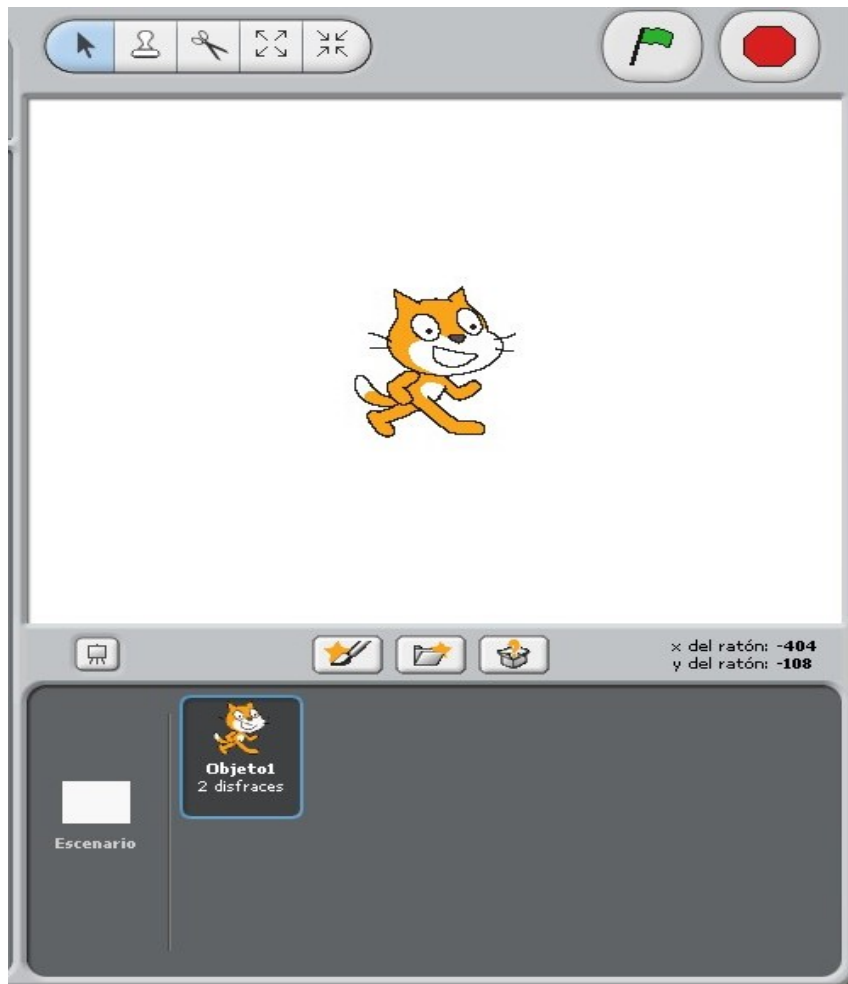 x del ratón: -404
y del ratón: -108
Objeto1
2 disfraces
Escenario